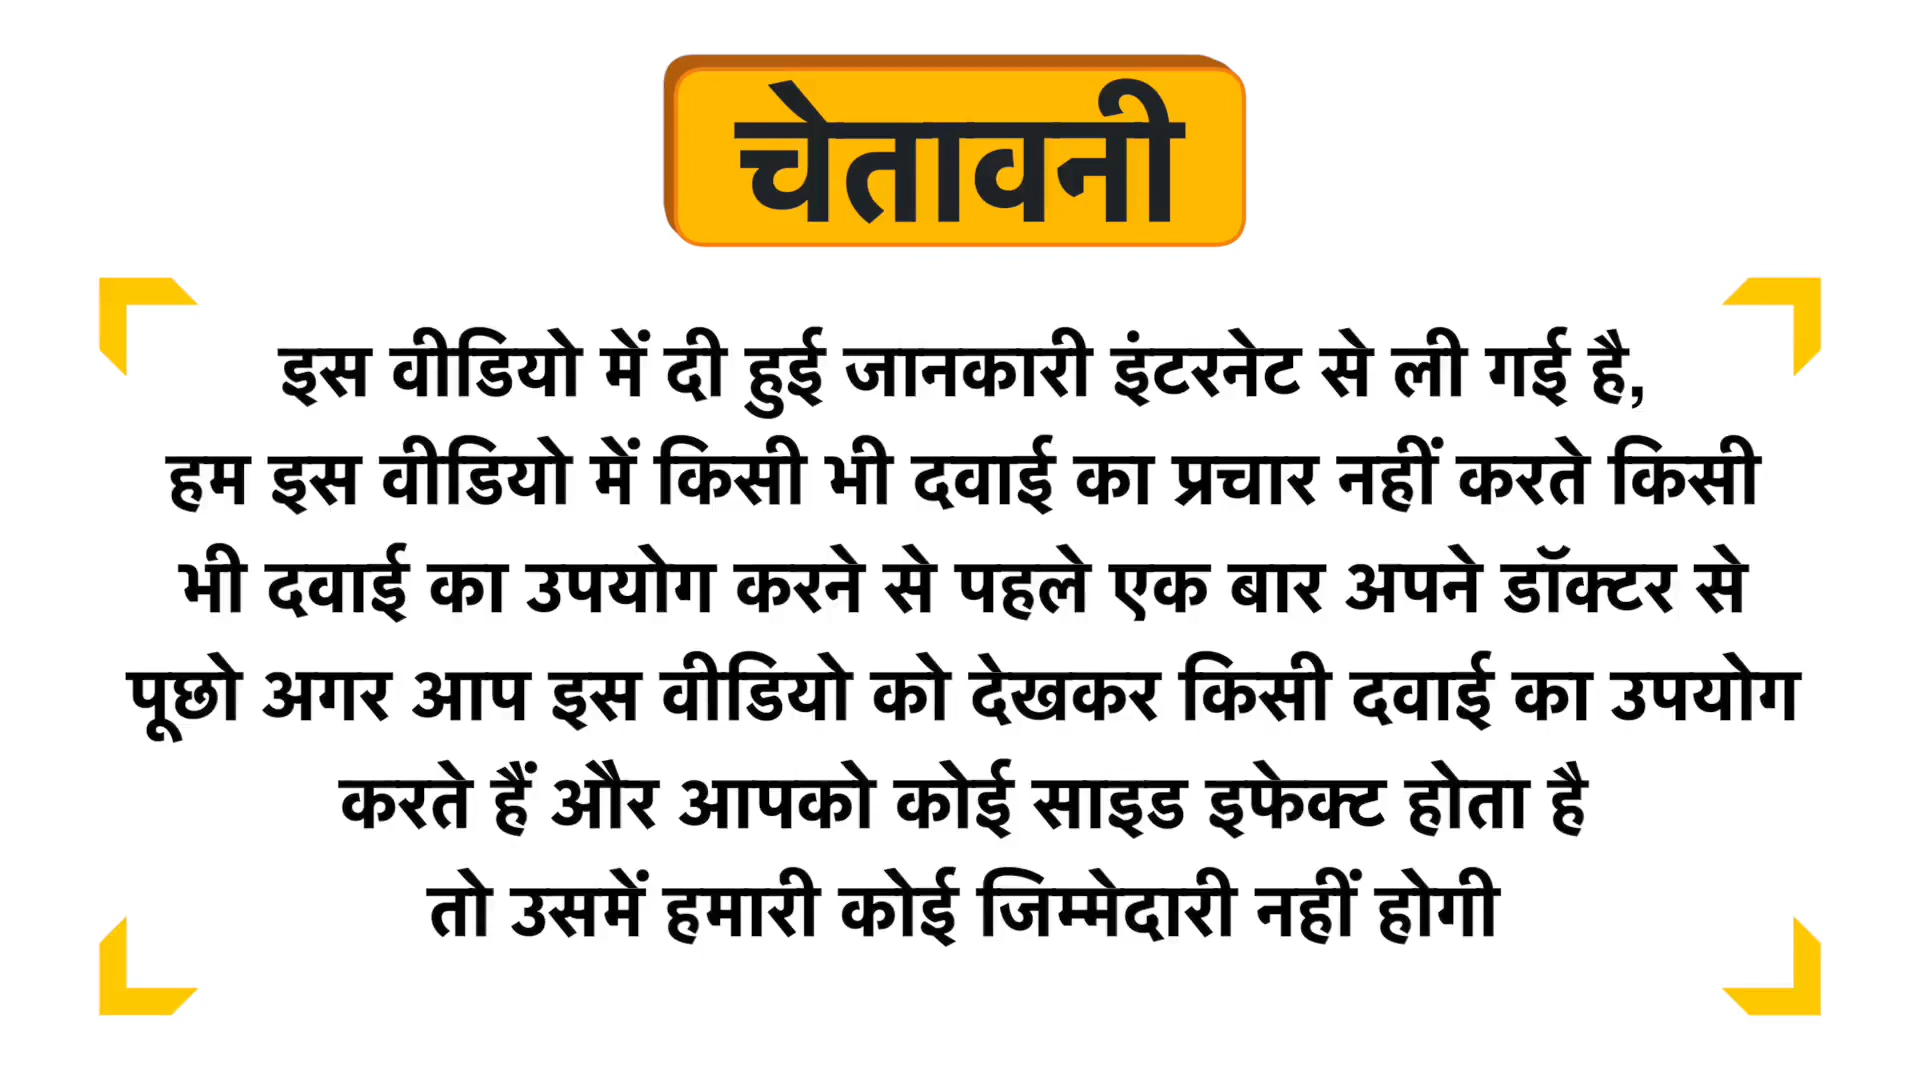 चेतावनी
इस वीडियो में दी हुई जानकारी इंटरनेट से ली गई है,
हम इस वीडियो में किसी भी दवाई का प्रचार नहीं करते किसी
भी दवाई का उपयोग करने से पहले एक बार अपने डॉक्टर से
पूछो अगर आप इस वीडियो को देखकर किसी दवाई का उपयोग
करते हैं और आपको कोई साइड इफेक्ट होता है
तो उसमें हमारी कोई जिम्मेदारी नहीं होगी